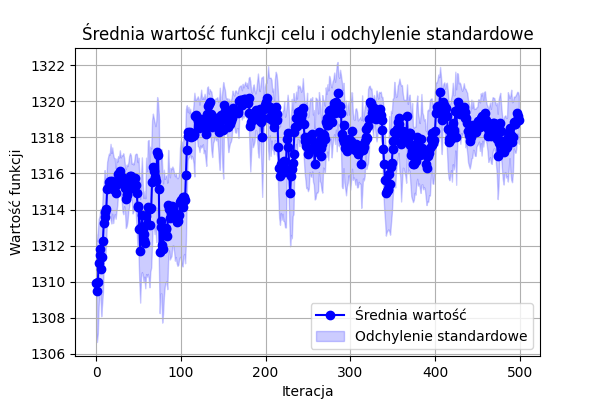 Średnia wartość funkcji celu i odchylenie standardowe
1322
1320
1318
1316
1314
1312
1310
1308
1306
Wartość funkcji
0 100 200 300 400 500
Iteracja
Średnia wartość
Odchylenie standardowe